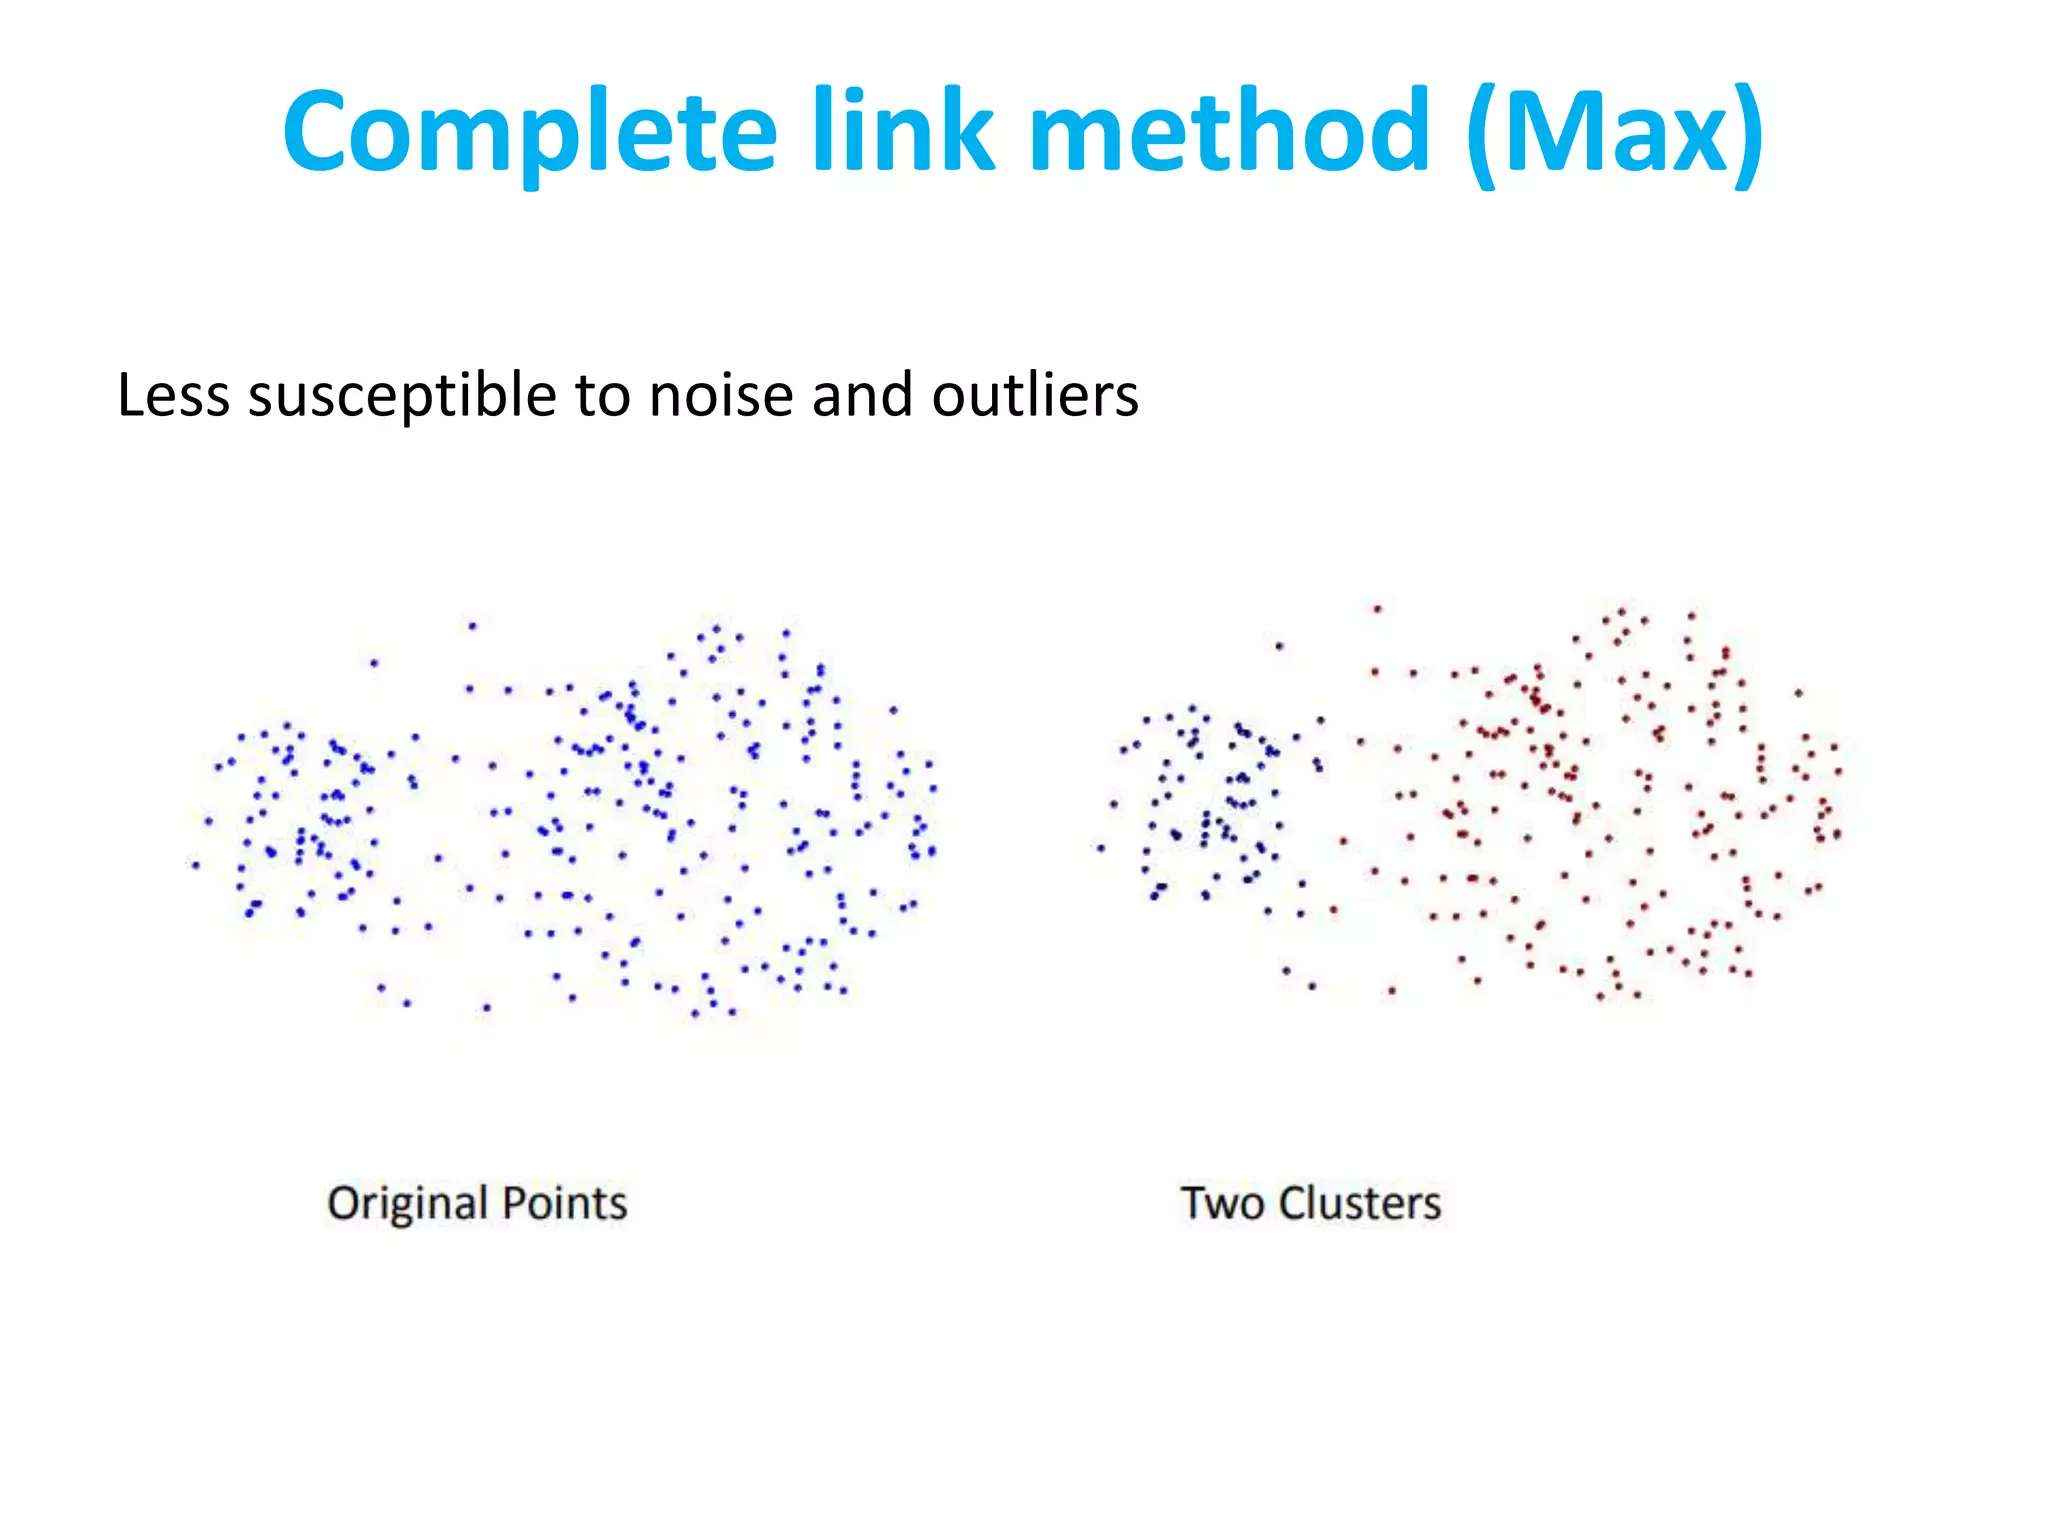 Complete link method (Max)
Less susceptible to noise and outliers
Original Points
Two Clusters